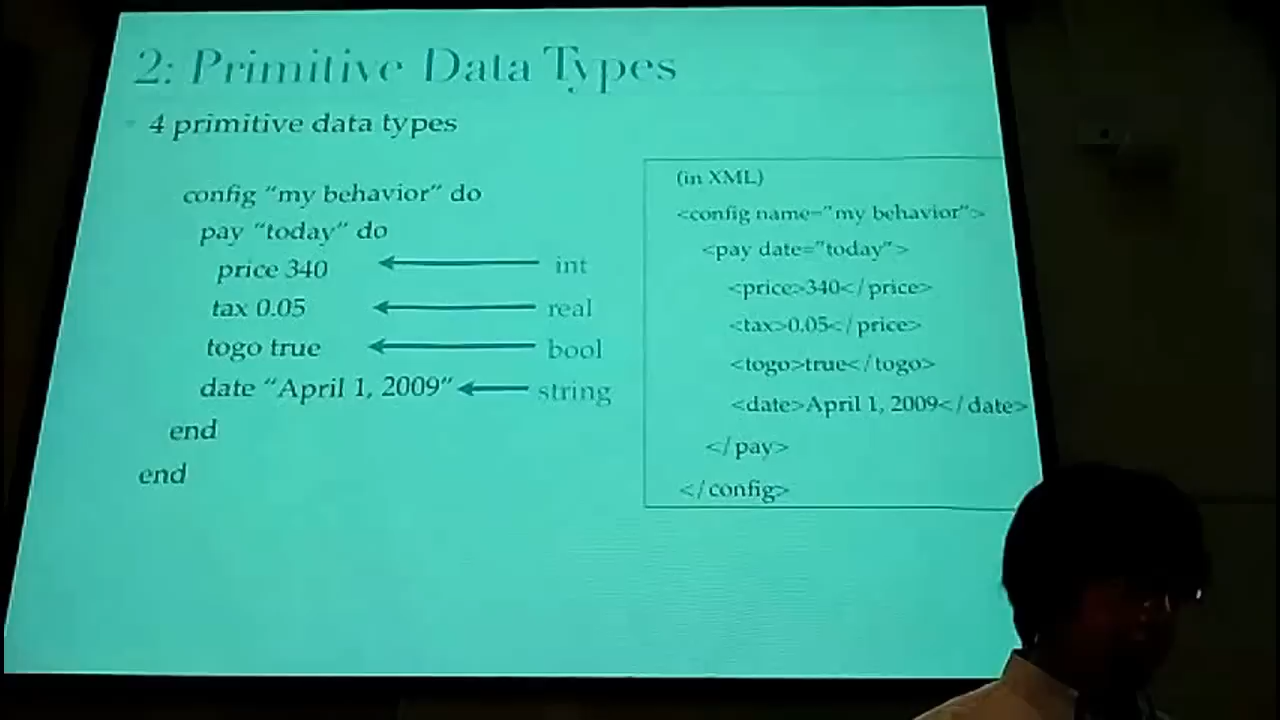 2: Primitive Data Types
4 primitive data types
config “my behavior” do
pay “today” do
price 340
int
tax 0.05
real
togo true
bool
date “April 1, 2009”
string
end
end
(in XML)
<config name=”my behavior”>
<pay date=”today”>
<price>340</price>
<tax>0.05</price>
<togo>true</togo>
<date>April 1, 2009</date>
</pay>
</config>